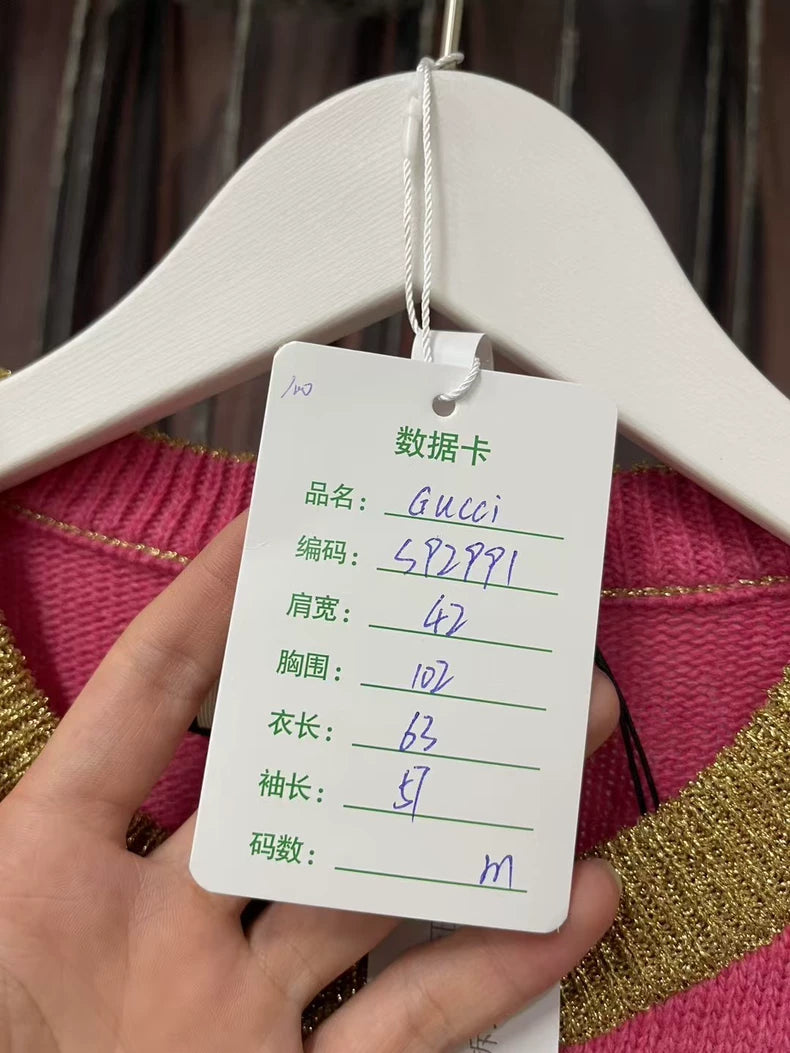 数据卡
品名： Gucci
编码： 592991
肩宽： 42
胸围： 102
衣长： 63
袖长： 57
码数： m